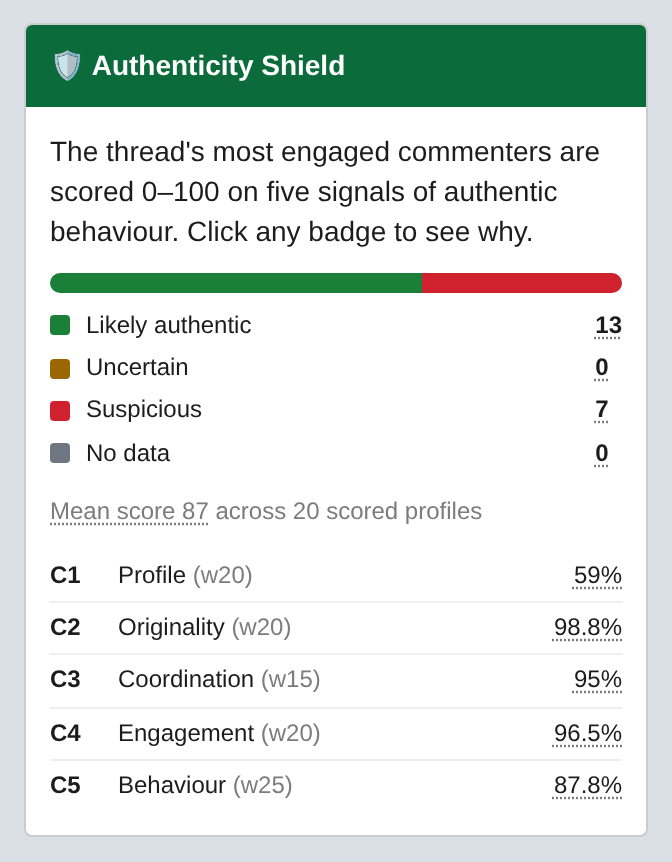 Authenticity Shield
The thread's most engaged commenters are
scored 0–100 on five signals of authentic
behaviour. Click any badge to see why.
Likely authentic 13
Uncertain 0
Suspicious 7
No data 0
Mean score 87 across 20 scored profiles
C1 Profile (w20) 59%
C2 Originality (w20) 98.8%
C3 Coordination (w15) 95%
C4 Engagement (w20) 96.5%
C5 Behaviour (w25) 87.8%